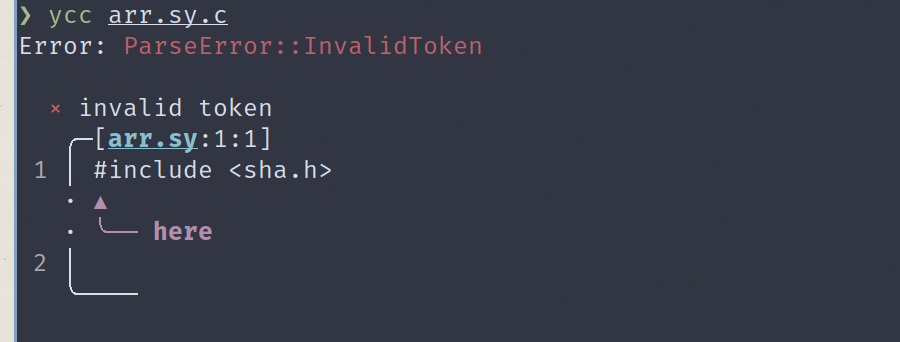 ❯ ycc arr.sy.c
Error: ParseError::InvalidToken
× invalid token
[arr.sy:1:1]
1 #include <sha.h>
· ▲
· here
2